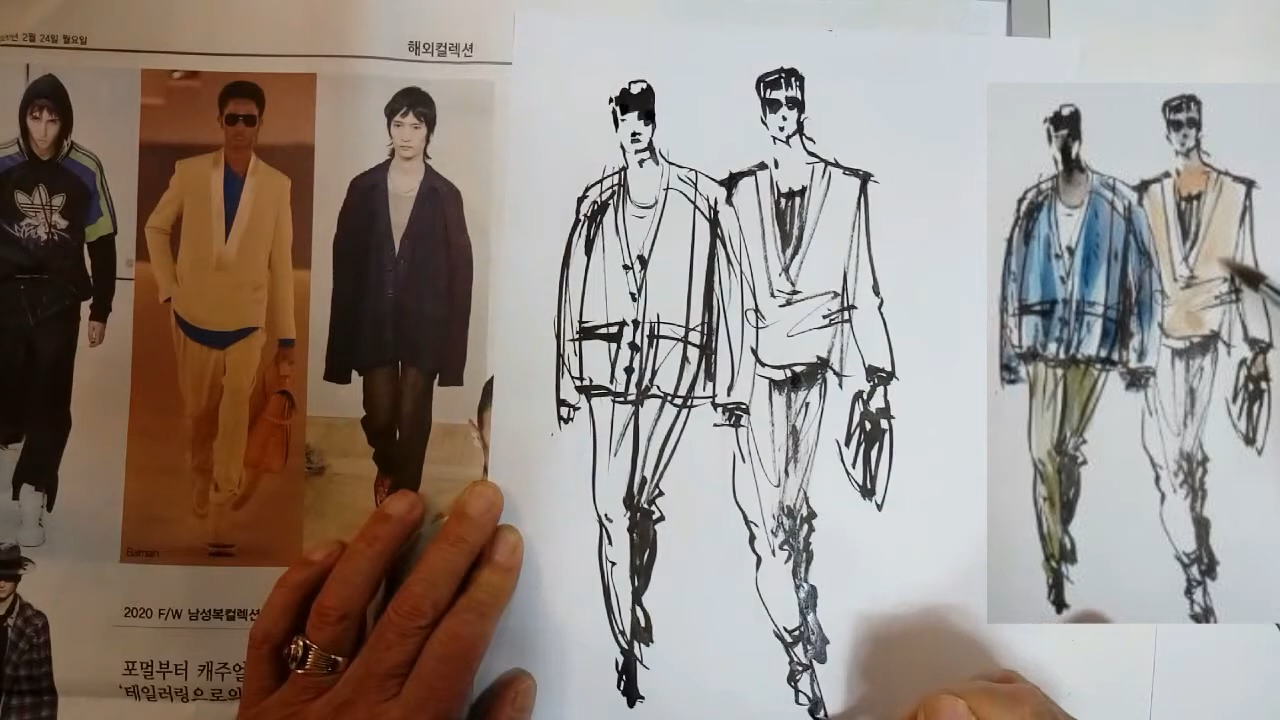 2월 24일 월요일
해외컬렉션
Balmain
2020 F/W 남성복컬렉션
포멀부터 캐주얼
'테일러링으로의